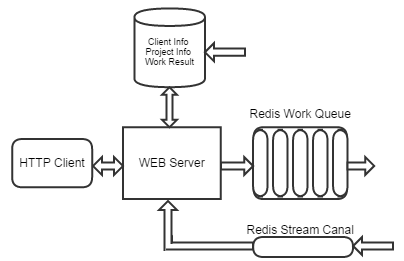 Client Info
Project Info
Work Result
Redis Work Queue
HTTP Client
WEB Server
Redis Stream Canal